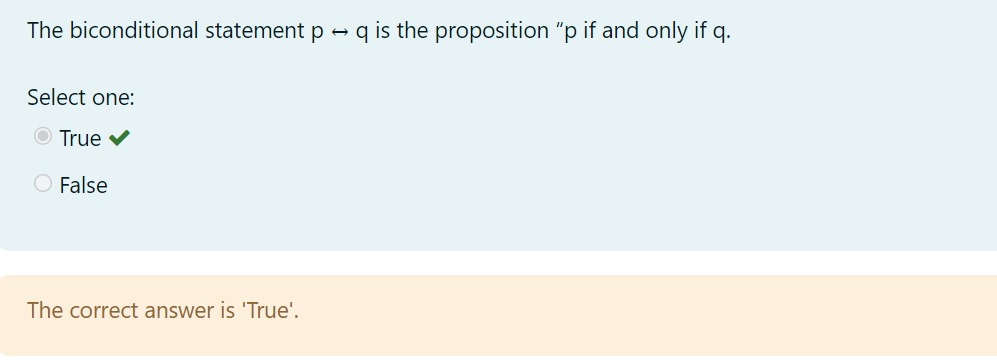 The biconditional statement p ↔ q is the proposition “p if and only if q.
Select one:
True
False
The correct answer is 'True'.